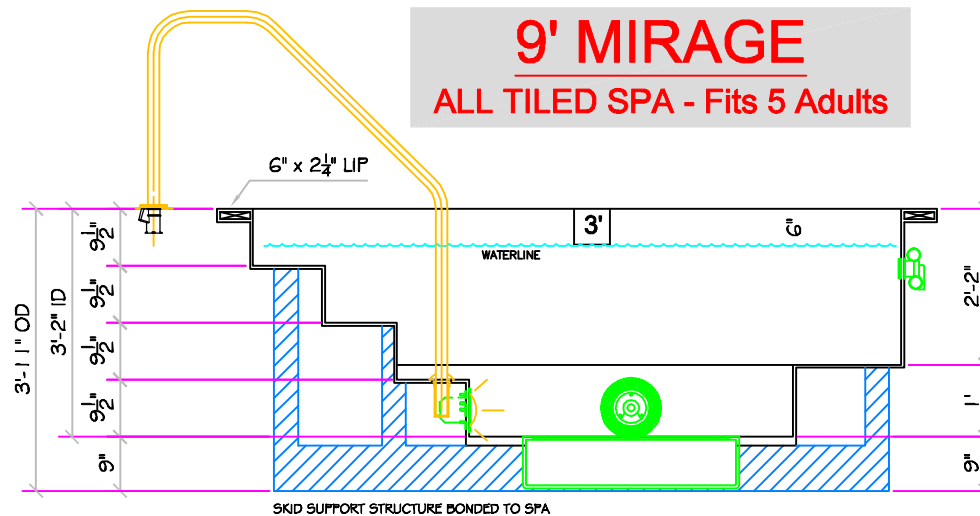 9' MIRAGE
ALL TILED SPA - Fits 5 Adults
6" x 2¼" LIP
3'
6"
WATERLINE
9½"
9½"
9½"
9½"
9"
3'-2" ID
3'-11" OD
2'-2"
1'
9"
SKID SUPPORT STRUCTURE BONDED TO SPA